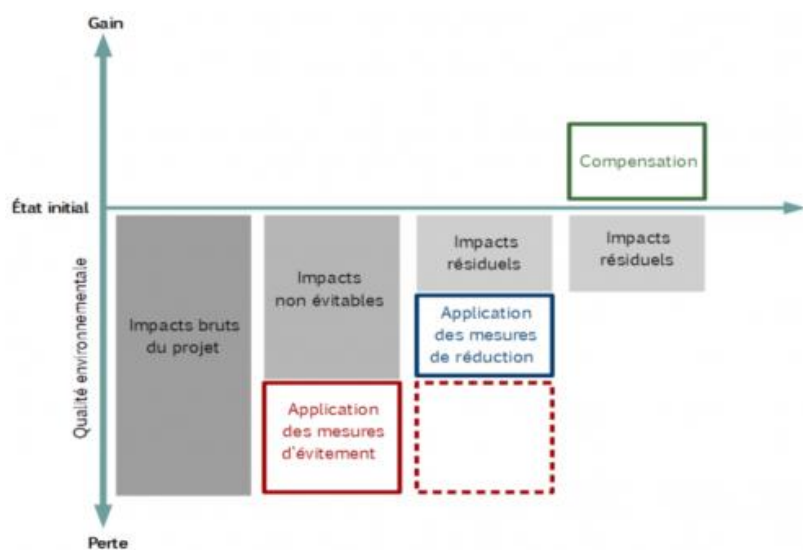 Gain
Compensation
État initial
Qualité environnementale
Impacts bruts
du projet
Impacts
non évitables
Application
des mesures
d'évitement
Impacts
résiduels
Application
des mesures
de réduction
Impacts
résiduels
Perte